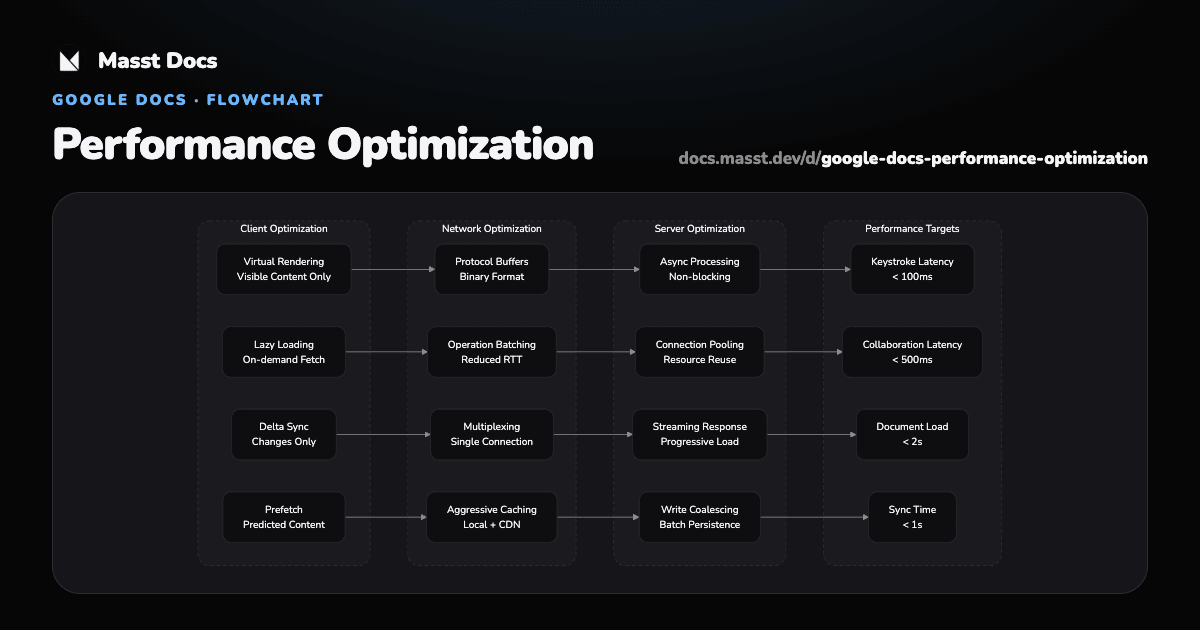 Masst Docs
GOOGLE DOCS · FLOWCHART
Performance Optimization
docs.masst.dev/d/google-docs-performance-optimization
Client Optimization
Virtual Rendering
Visible Content Only
Lazy Loading
On-demand Fetch
Delta Sync
Changes Only
Prefetch
Predicted Content
Network Optimization
Protocol Buffers
Binary Format
Operation Batching
Reduced RTT
Multiplexing
Single Connection
Aggressive Caching
Local + CDN
Server Optimization
Async Processing
Non-blocking
Connection Pooling
Resource Reuse
Streaming Response
Progressive Load
Write Coalescing
Batch Persistence
Performance Targets
Keystroke Latency
< 100ms
Collaboration Latency
< 500ms
Document Load
< 2s
Sync Time
< 1s